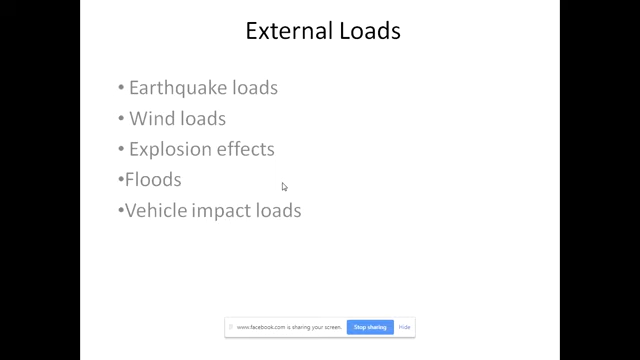 External Loads
• Earthquake loads
• Wind loads
• Explosion effects
•Floods
•Vehicle impact loads
www.facebook.com is sharing your screen. Stop sharing Hide